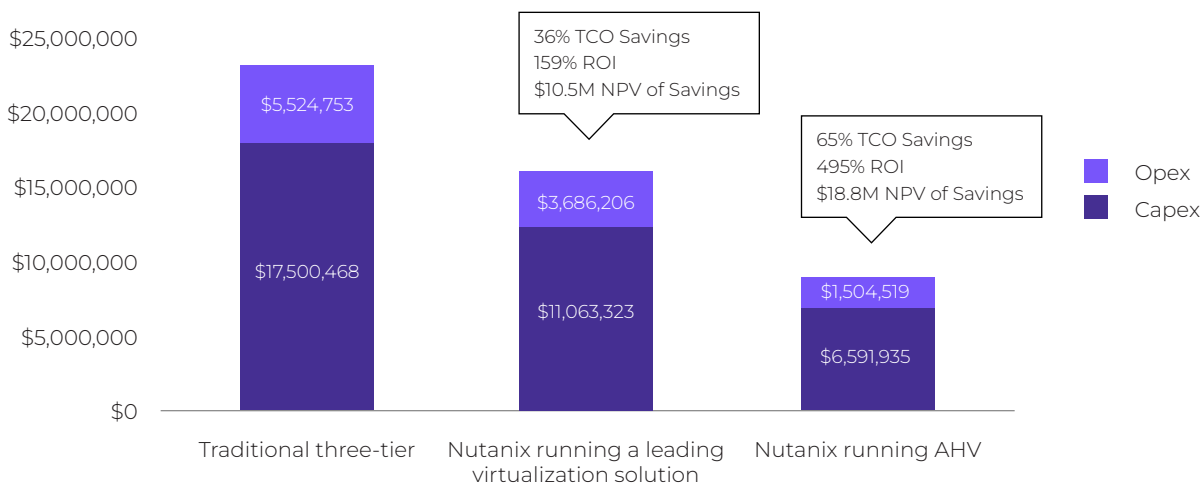 $25,000,000
$20,000,000
$15,000,000
$10,000,000
$5,000,000
$0
$5,524,753
$17,500,468
36% TCO Savings
159% ROI
$10.5M NPV of Savings
$3,686,206
$11,063,323
65% TCO Savings
495% ROI
$18.8M NPV of Savings
$1,504,519
$6,591,935
Opex
Capex
Traditional three-tier
Nutanix running a leading
virtualization solution
Nutanix running AHV